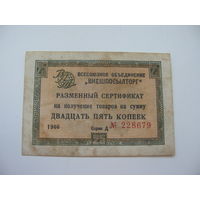 ВСЕСОЮЗНОЕ ОБЪЕДИНЕНИЕ
"ВНЕШПОСЫЛТОРГ"
РАЗМЕННЫЙ СЕРТИФИКАТ
на получение товаров на сумму
ДВАДЦАТЬ ПЯТЬ КОПЕЕК
1966 Серия А № 228679